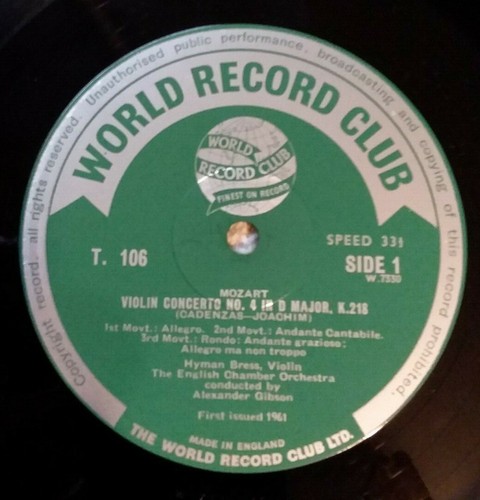 Copyright record. all rights reserved. Unauthorised public performance, broadcasting and copying of this record prohibited.
WORLD RECORD CLUB
WORLD
RECORD CLUB
FINEST ON RECORD
T. 106
SPEED 33⅓
SIDE 1
W.7550
MOZART
VIOLIN CONCERTO NO. 4 IN D MAJOR, K.218
(CADENZAS—JOACHIM)
1st Movt.: Allegro. 2nd Movt.: Andante Cantabile.
3rd Movt.: Rondo: Andante grazioso;
Allegro ma non troppo
Hyman Bress, Violin
The English Chamber Orchestra
conducted by
Alexander Gibson
First issued 1961
MADE IN ENGLAND
THE WORLD RECORD CLUB LTD.